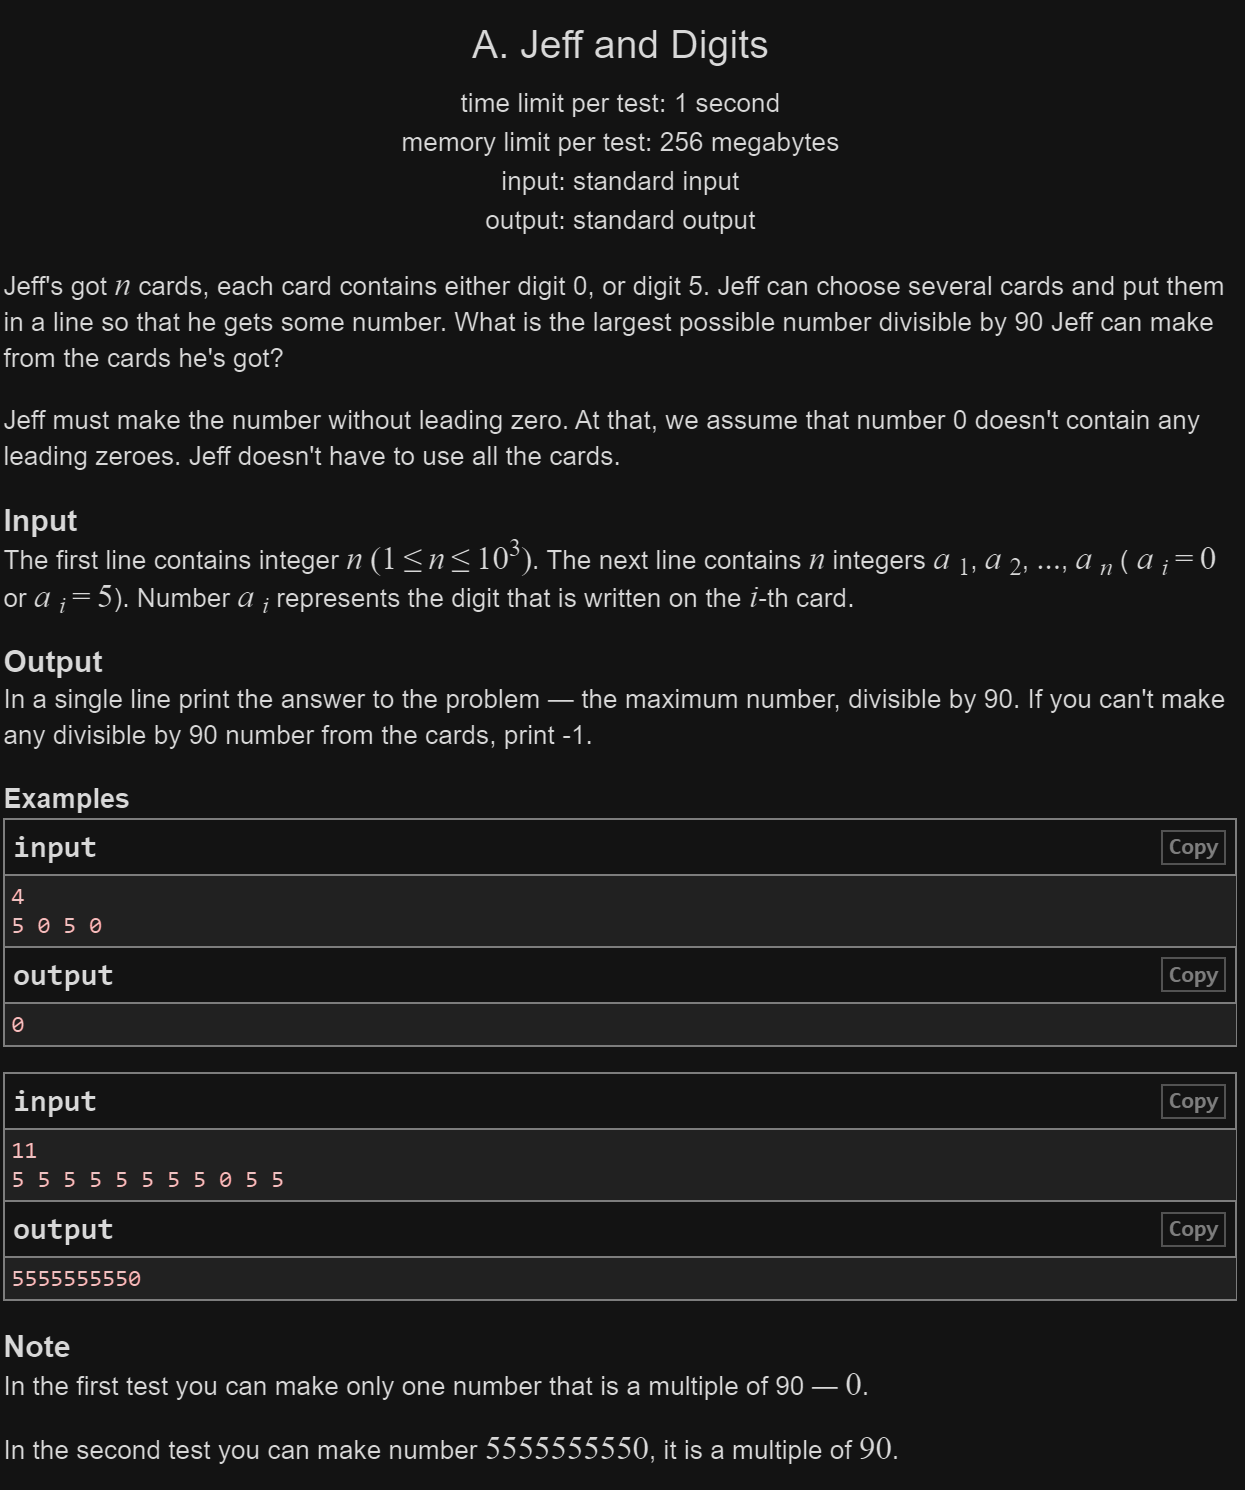 A. Jeff and Digits
time limit per test: 1 second
memory limit per test: 256 megabytes
input: standard input
output: standard output
Jeff's got n cards, each card contains either digit 0, or digit 5. Jeff can choose several cards and put them
in a line so that he gets some number. What is the largest possible number divisible by 90 Jeff can make
from the cards he's got?
Jeff must make the number without leading zero. At that, we assume that number 0 doesn't contain any
leading zeroes. Jeff doesn't have to use all the cards.
Input
The first line contains integer n (1 ≤ n ≤ 10³). The next line contains n integers a ₁, a ₂, ..., a ₙ ( a ᵢ = 0
or a ᵢ = 5). Number a ᵢ represents the digit that is written on the i-th card.
Output
In a single line print the answer to the problem — the maximum number, divisible by 90. If you can't make
any divisible by 90 number from the cards, print -1.
Examples
input Copy
4
5 0 5 0
output Copy
0
input Copy
11
5 5 5 5 5 5 5 5 0 5 5
output Copy
5555555550
Note
In the first test you can make only one number that is a multiple of 90 — 0.
In the second test you can make number 5555555550, it is a multiple of 90.